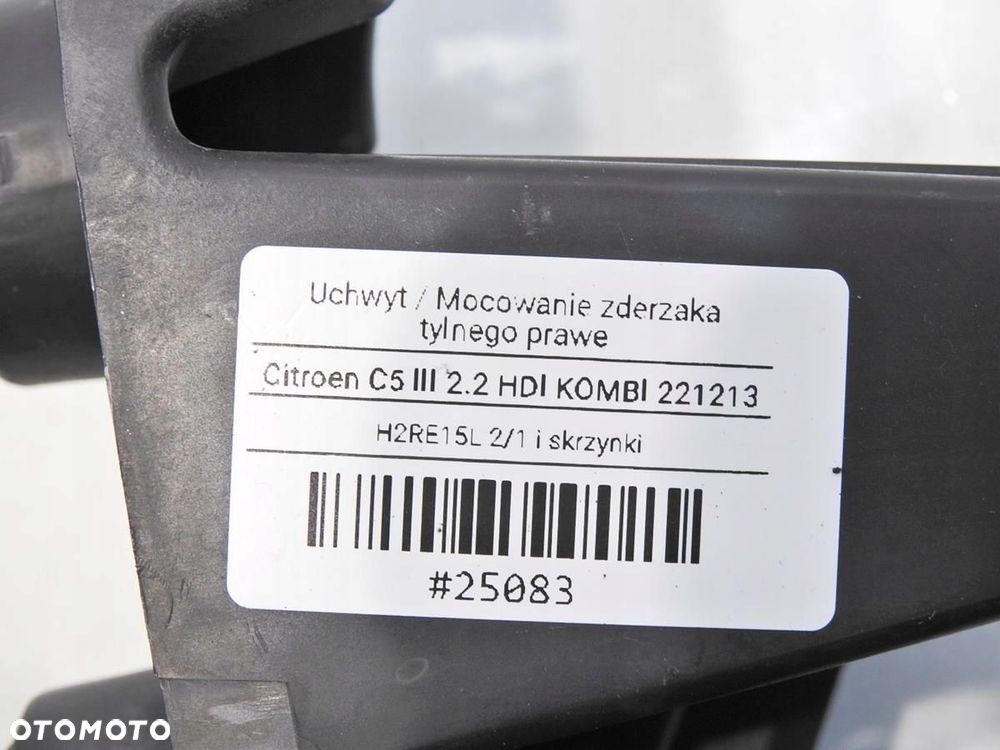 Uchwyt / Mocowanie zderzaka
tylnego prawe
Citroen C5 III 2.2 HDI KOMBI 221213
H2RE15L 2/1 i skrzynki
#25083
OTOMOTO